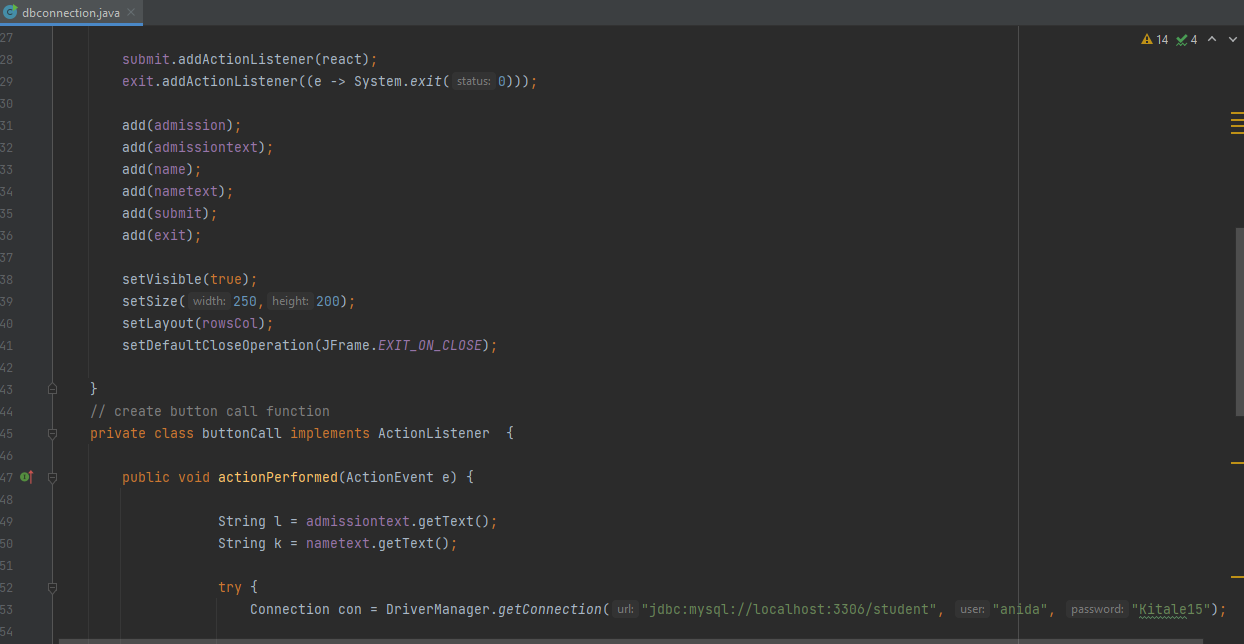 dbconnection.java
14 4
27
28 submit.addActionListener(react);
29 exit.addActionListener((e -> System.exit( status: 0)));
30
31 add(admission);
32 add(admissiontext);
33 add(name);
34 add(nametext);
35 add(submit);
36 add(exit);
37
38 setVisible(true);
39 setSize( width: 250, height: 200);
40 setLayout(rowsCol);
41 setDefaultCloseOperation(JFrame.EXIT_ON_CLOSE);
42
43 }
44 // create button call function
45 private class buttonCall implements ActionListener {
46
47 public void actionPerformed(ActionEvent e) {
48
49 String l = admissiontext.getText();
50 String k = nametext.getText();
51
52 try {
53 Connection con = DriverManager.getConnection( url: "jdbc:mysql://localhost:3306/student", user: "anida", password: "Kitale15");
54